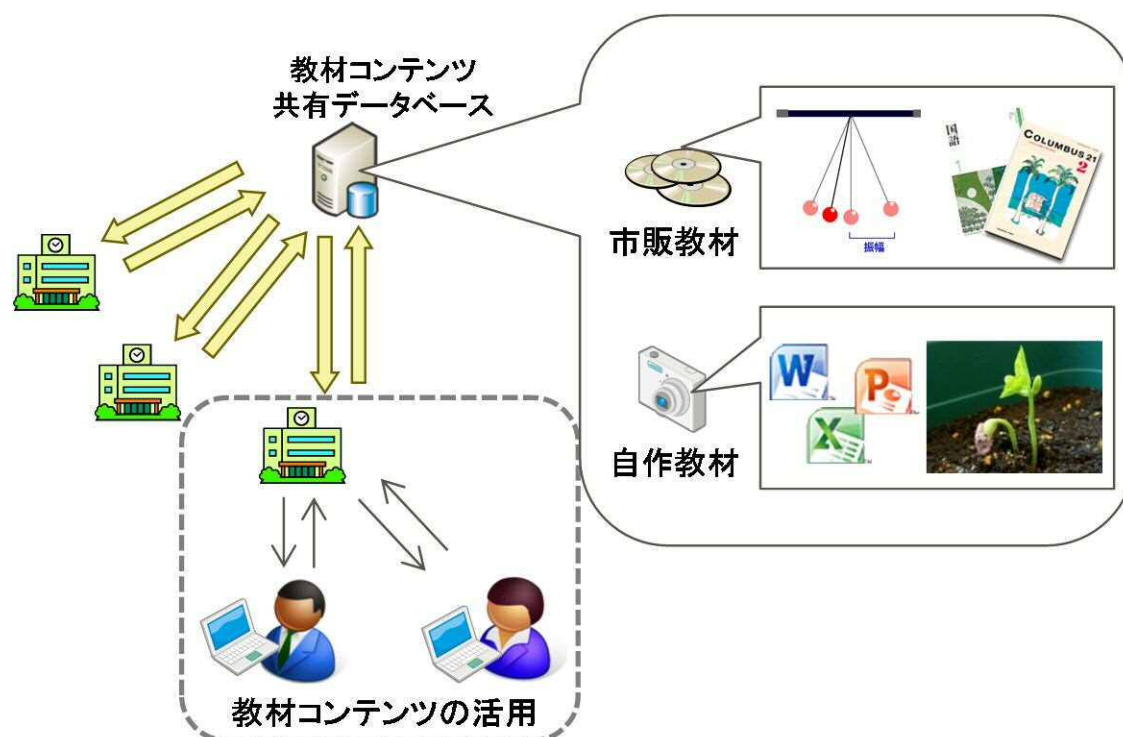 教材コンテンツ
共有データベース
市販教材
振幅
国語
COLUMBUS 21
2
自作教材
W
P
X
教材コンテンツの活用